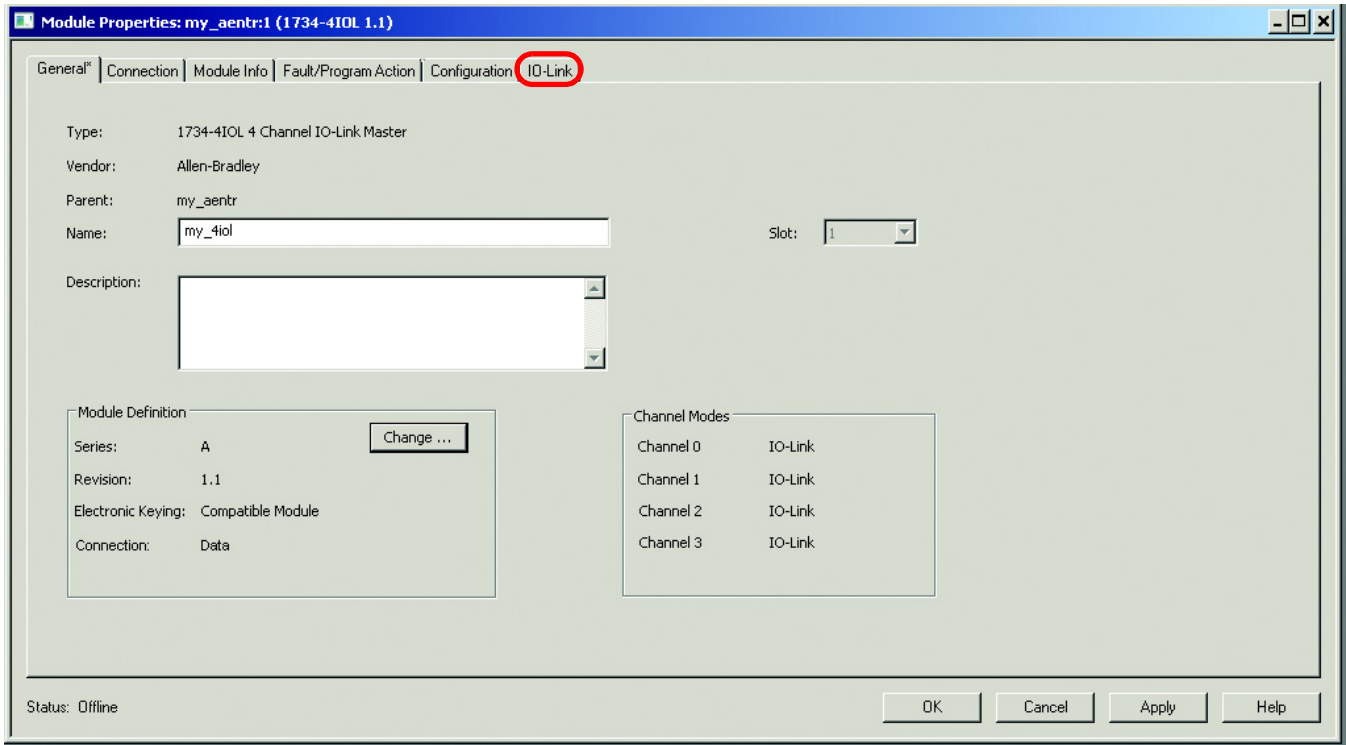 Module Properties: my_aentr:1 (1734-4IOL 1.1)
General* Connection Module Info Fault/Program Action Configuration IO-Link
Type: 1734-4IOL 4 Channel IO-Link Master
Vendor: Allen-Bradley
Parent: my_aentr
Name: my_4iol Slot: 1
Description:
Module Definition
Change ...
Series: A
Revision: 1.1
Electronic Keying: Compatible Module
Connection: Data
Channel Modes
Channel 0 IO-Link
Channel 1 IO-Link
Channel 2 IO-Link
Channel 3 IO-Link
Status: Offline OK Cancel Apply Help